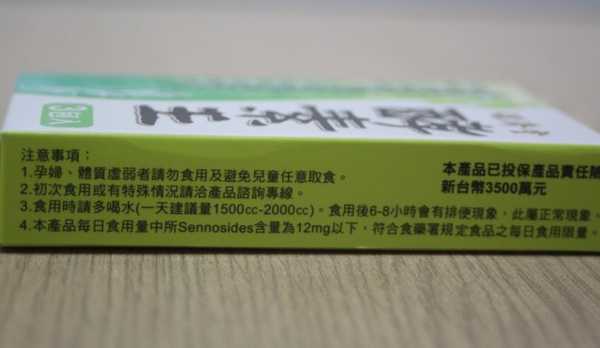 3包入
注意事項：
1.孕婦、體質虛弱者請勿食用及避免兒童任意取食。
2.初次食用或有特殊情況請洽產品諮詢專線。
3.食用時請多喝水(一天建議量1500cc-2000cc)。食用後6-8小時會有排便現象，此屬正常現象。
4.本產品每日食用量中所含Sennosides含量為12mg以下，符合食藥署規定食品之每日食用限量。
本產品已投保產品責任險
新台幣3500萬元